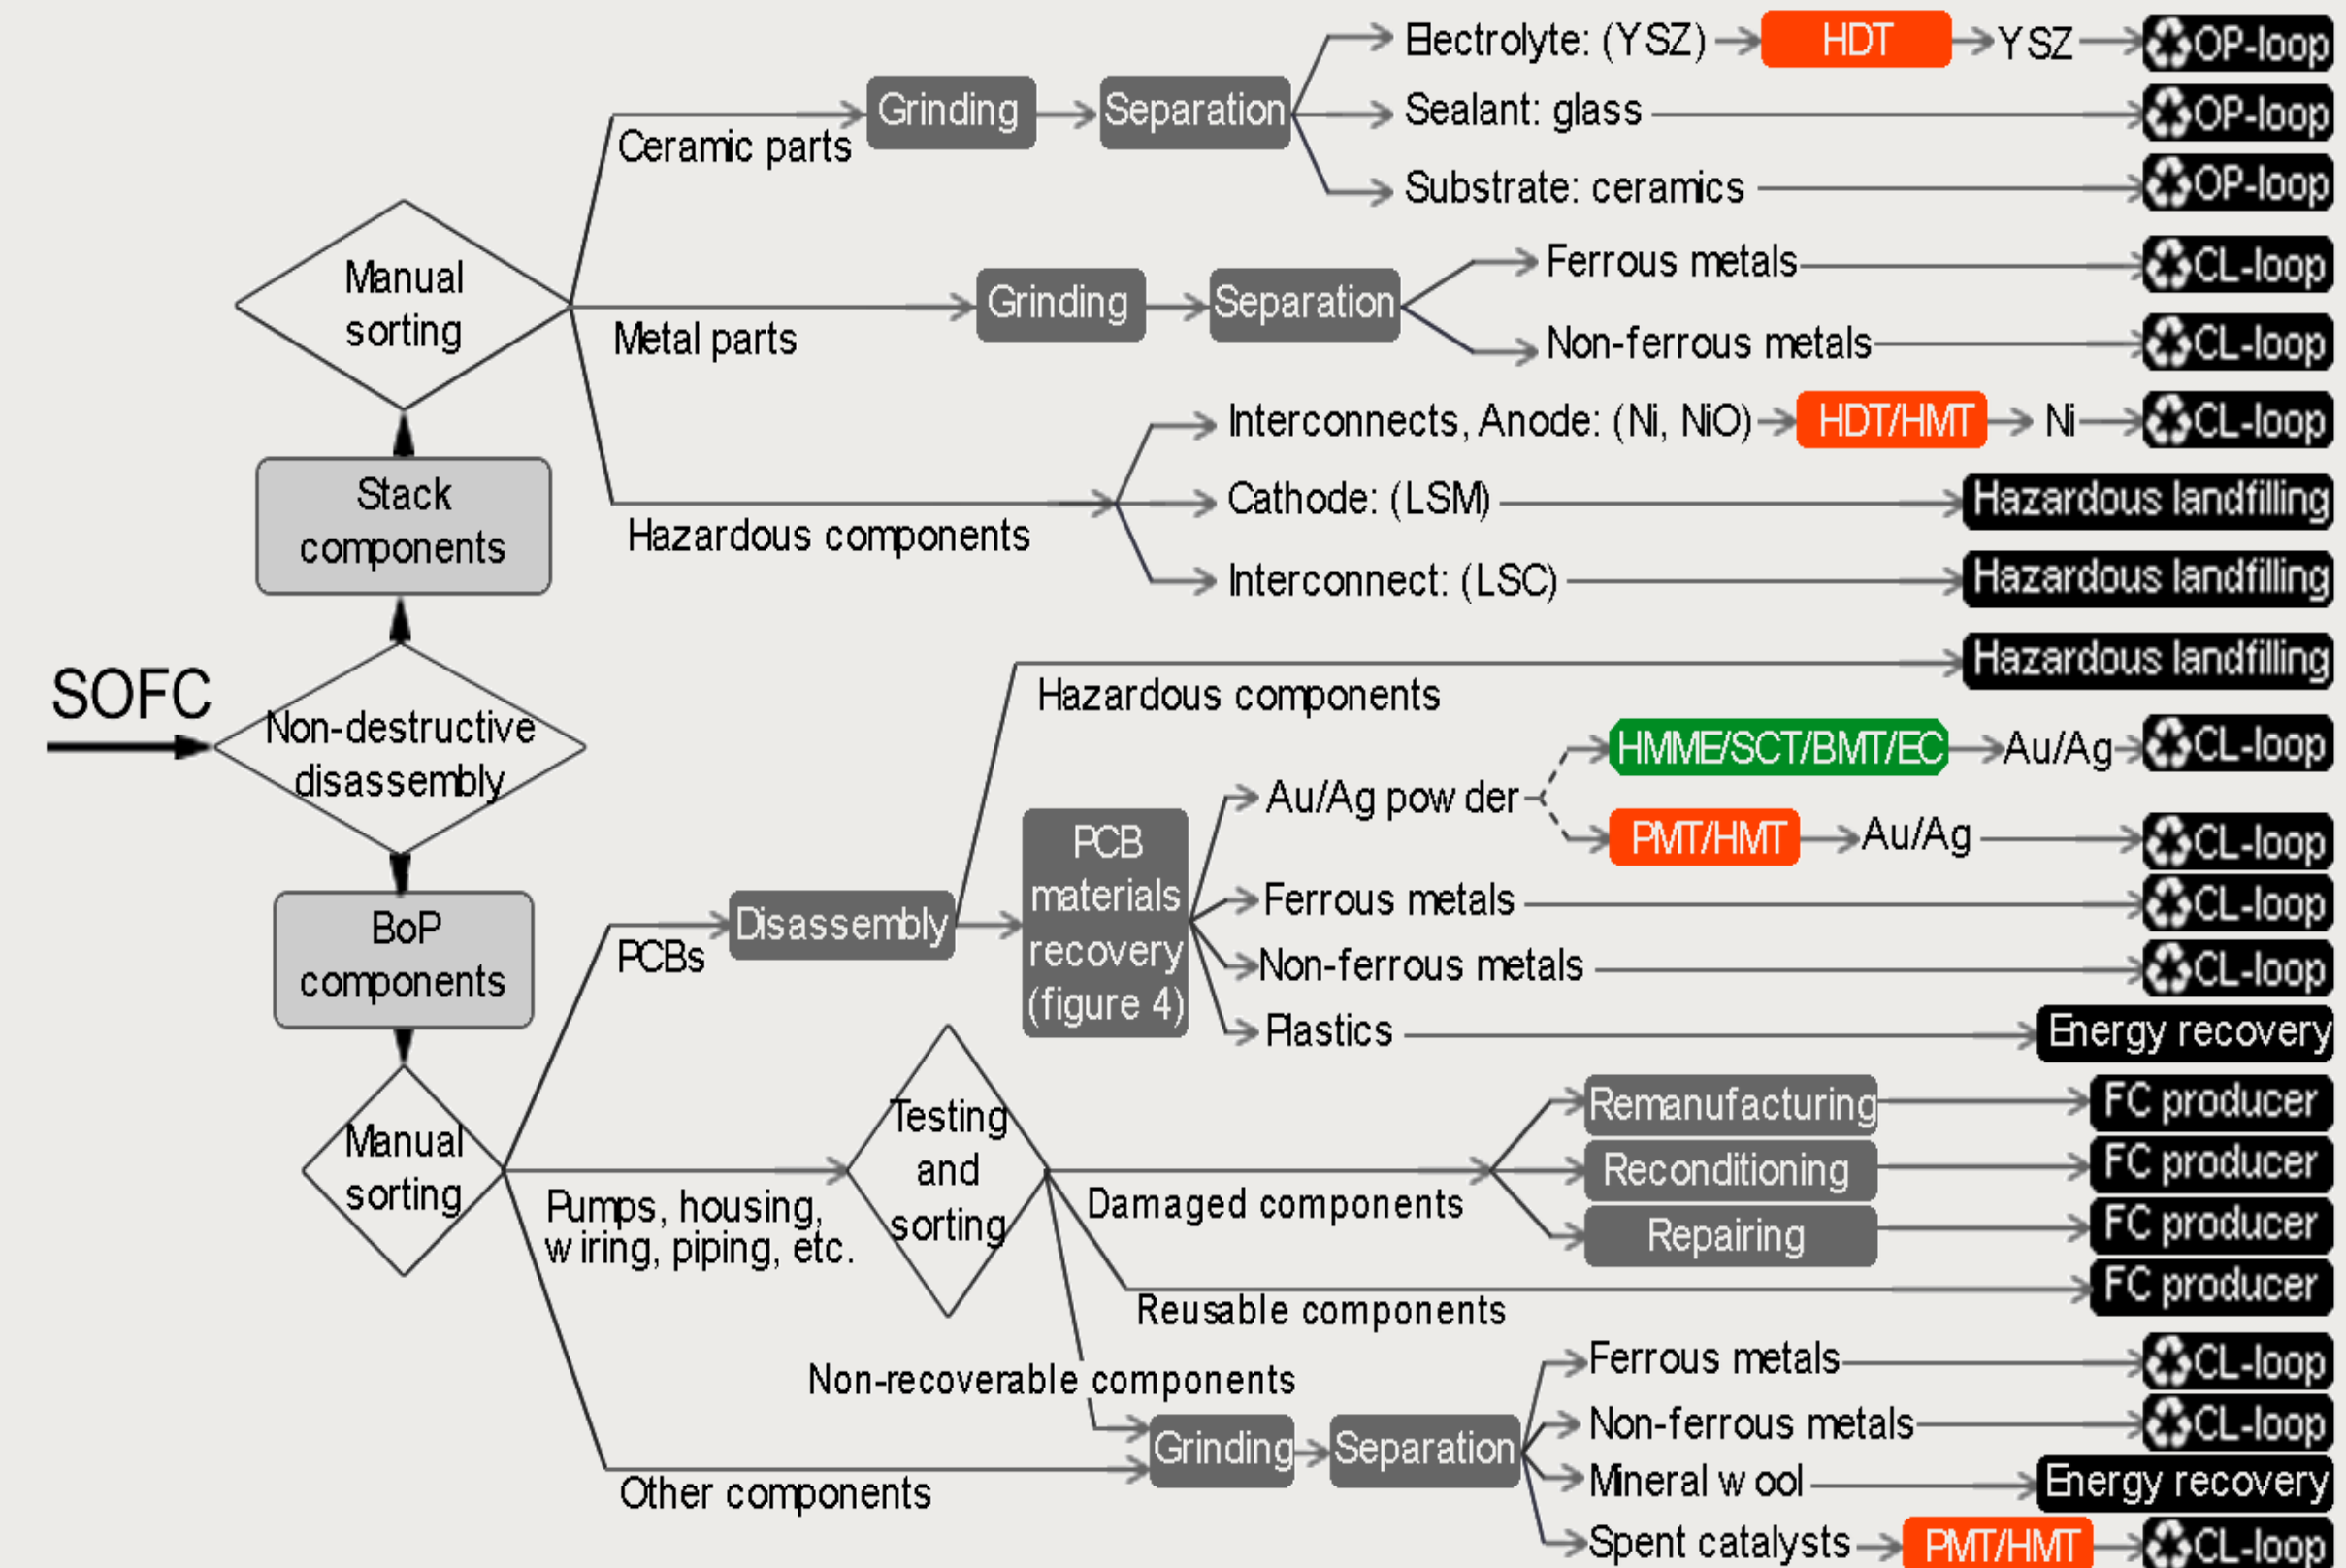 Electrolyte: (YSZ)
HDT
YSZ
OP-loop
Grinding
Separation
Sealant: glass
OP-loop
Ceramic parts
Substrate: ceramics
OP-loop
Manual
sorting
Ferrous metals
CL-loop
Grinding
Separation
Metal parts
Non-ferrous metals
CL-loop
Interconnects, Anode: (Ni, NiO)
HDT/HMT
Ni
CL-loop
Stack
components
Cathode: (LSM)
Hazardous landfilling
Hazardous components
Interconnect: (LSC)
Hazardous landfilling
SOFC
Non-destructive
disassembly
Hazardous landfilling
Hazardous components
HMME/SCT/BMT/EC
Au/Ag
CL-loop
Au/Ag powder
PMT/HMT
Au/Ag
CL-loop
BoP
components
PCBs
Disassembly
PCB
materials
recovery
(figure 4)
Ferrous metals
CL-loop
Non-ferrous metals
CL-loop
Plastics
Energy recovery
Manual
sorting
Pumps, housing,
wiring, piping, etc.
Testing
and
sorting
Damaged components
Remanufacturing
FC producer
Reconditioning
FC producer
Repairing
FC producer
Reusable components
FC producer
Non-recoverable components
Other components
Grinding
Separation
Ferrous metals
CL-loop
Non-ferrous metals
CL-loop
Mineral wool
Energy recovery
Spent catalysts
PMT/HMT
CL-loop